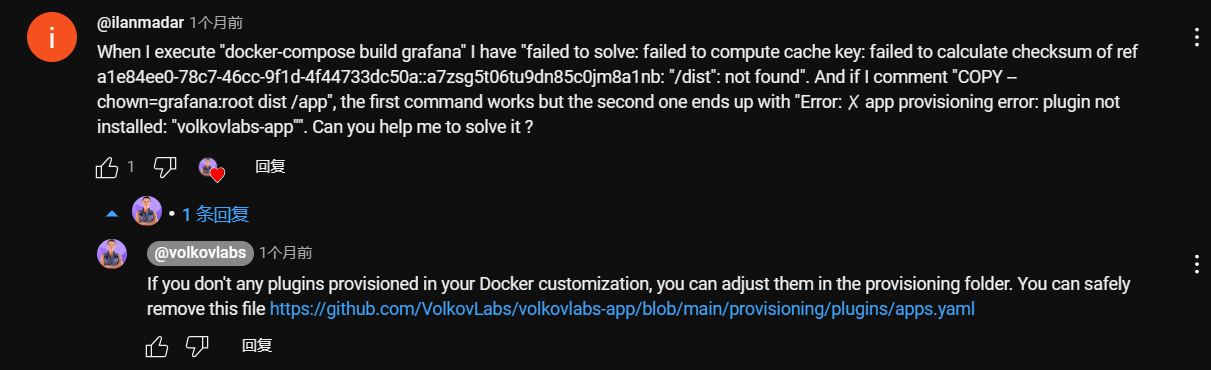 @ilanmadar 1个月前
When I execute "docker-compose build grafana" I have "failed to solve: failed to compute cache key: failed to calculate checksum of ref
a1e84ee0-78c7-46cc-9f1d-4f44733dc50a::a7zsg5t06tu9dn85c0jm8a1nb: "/dist": not found". And if I comment "COPY --
chown=grafana:root dist /app", the first command works but the second one ends up with "Error: ✗ app provisioning error: plugin not
installed: "volkovlabs-app"". Can you help me to solve it ?
1 回复
• 1 条回复
@volkovlabs 1个月前
If you don't any plugins provisioned in your Docker customization, you can adjust them in the provisioning folder. You can safely
remove this file https://github.com/VolkovLabs/volkovlabs-app/blob/main/provisioning/plugins/apps.yaml
回复